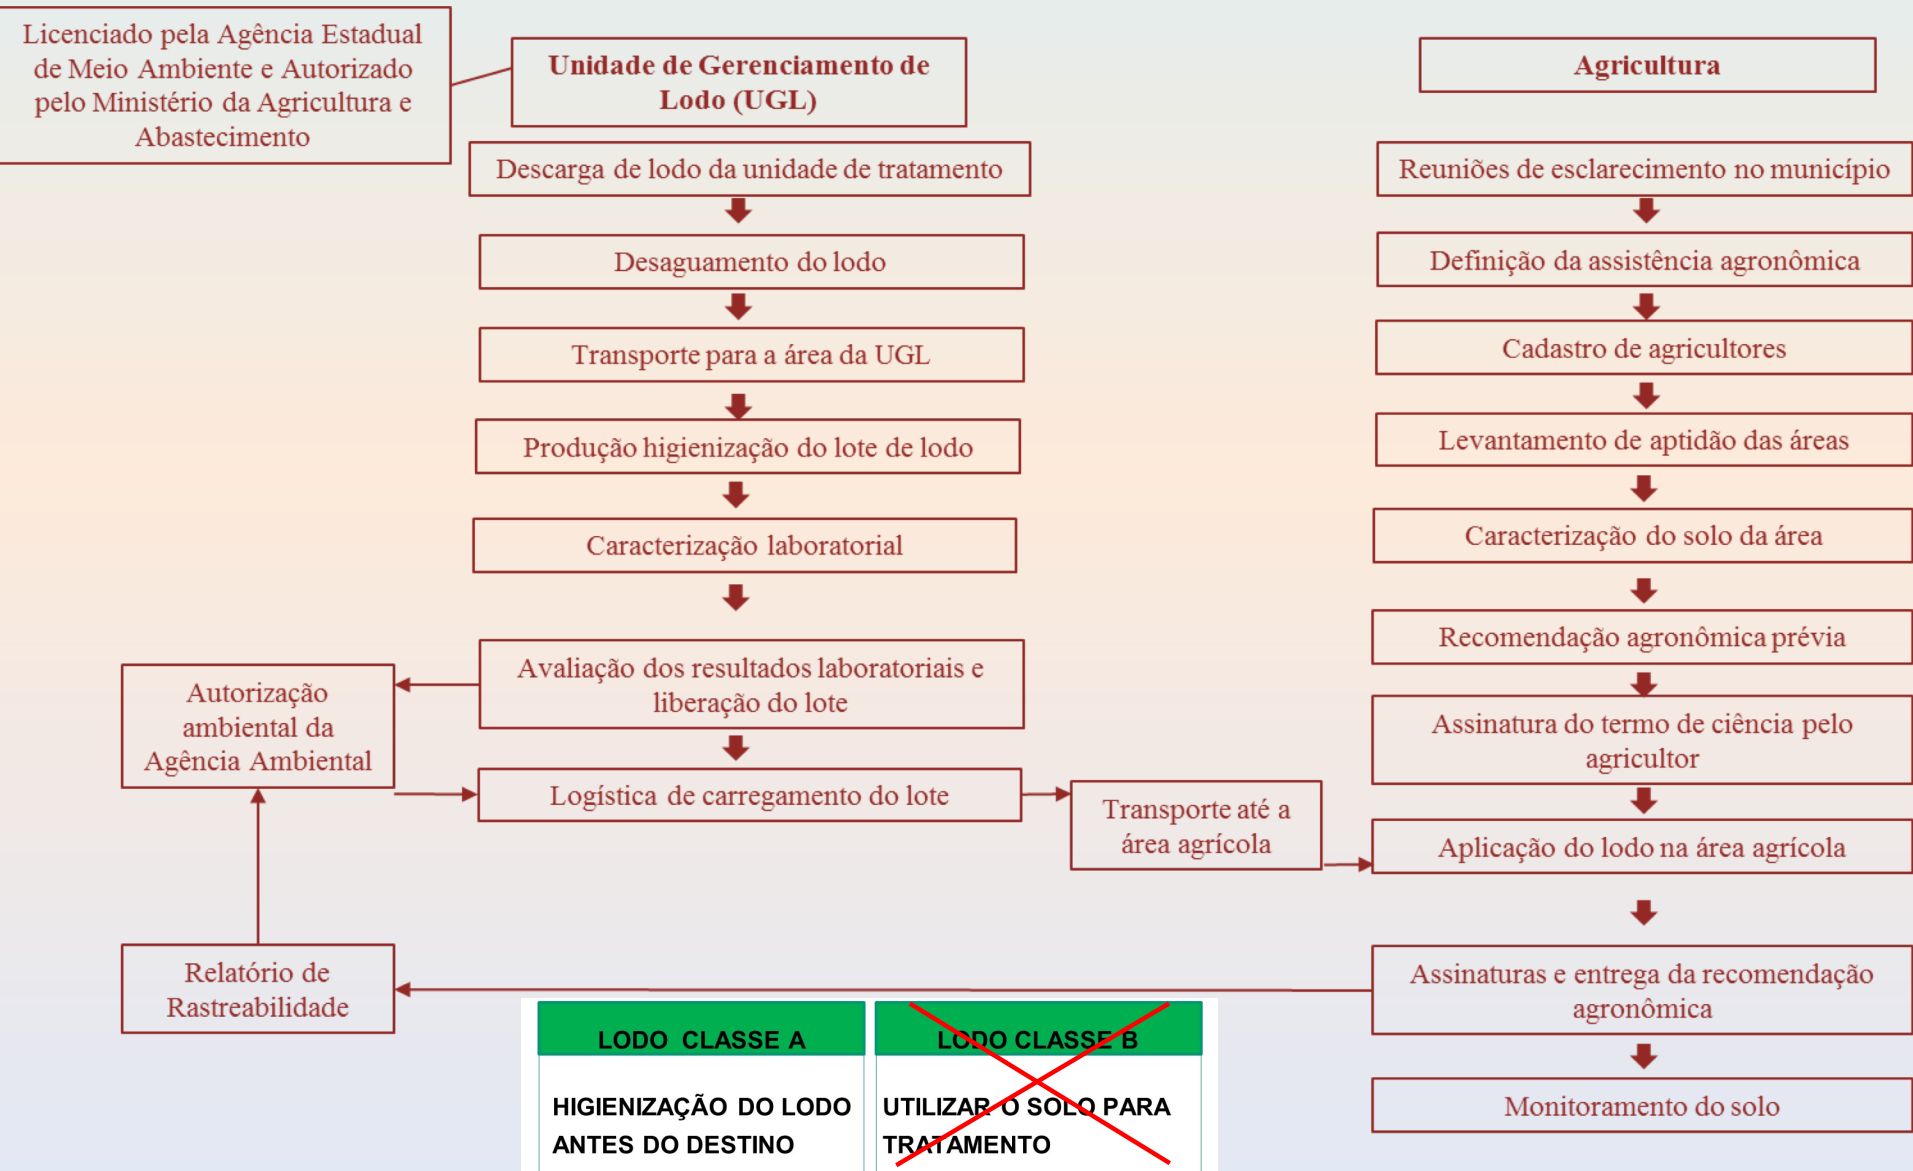 Licenciado pela Agência Estadual
de Meio Ambiente e Autorizado
pelo Ministério da Agricultura e
Abastecimento
Unidade de Gerenciamento de
Lodo (UGL)
Descarga de lodo da unidade de tratamento
Desaguamento do lodo
Transporte para a área da UGL
Produção higienização do lote de lodo
Caracterização laboratorial
Avaliação dos resultados laboratoriais e
liberação do lote
Autorização
ambiental da
Agência Ambiental
Logística de carregamento do lote
Transporte até a
área agrícola
Agricultura
Reuniões de esclarecimento no município
Definição da assistência agronômica
Cadastro de agricultores
Levantamento de aptidão das áreas
Caracterização do solo da área
Recomendação agronômica prévia
Assinatura do termo de ciência pelo
agricultor
Aplicação do lodo na área agrícola
Assinaturas e entrega da recomendação
agronômica
Monitoramento do solo
Relatório de
Rastreabilidade
LODO CLASSE A
HIGIENIZAÇÃO DO LODO
ANTES DO DESTINO
LODO CLASSE B
UTILIZAR O SOLO PARA
TRATAMENTO